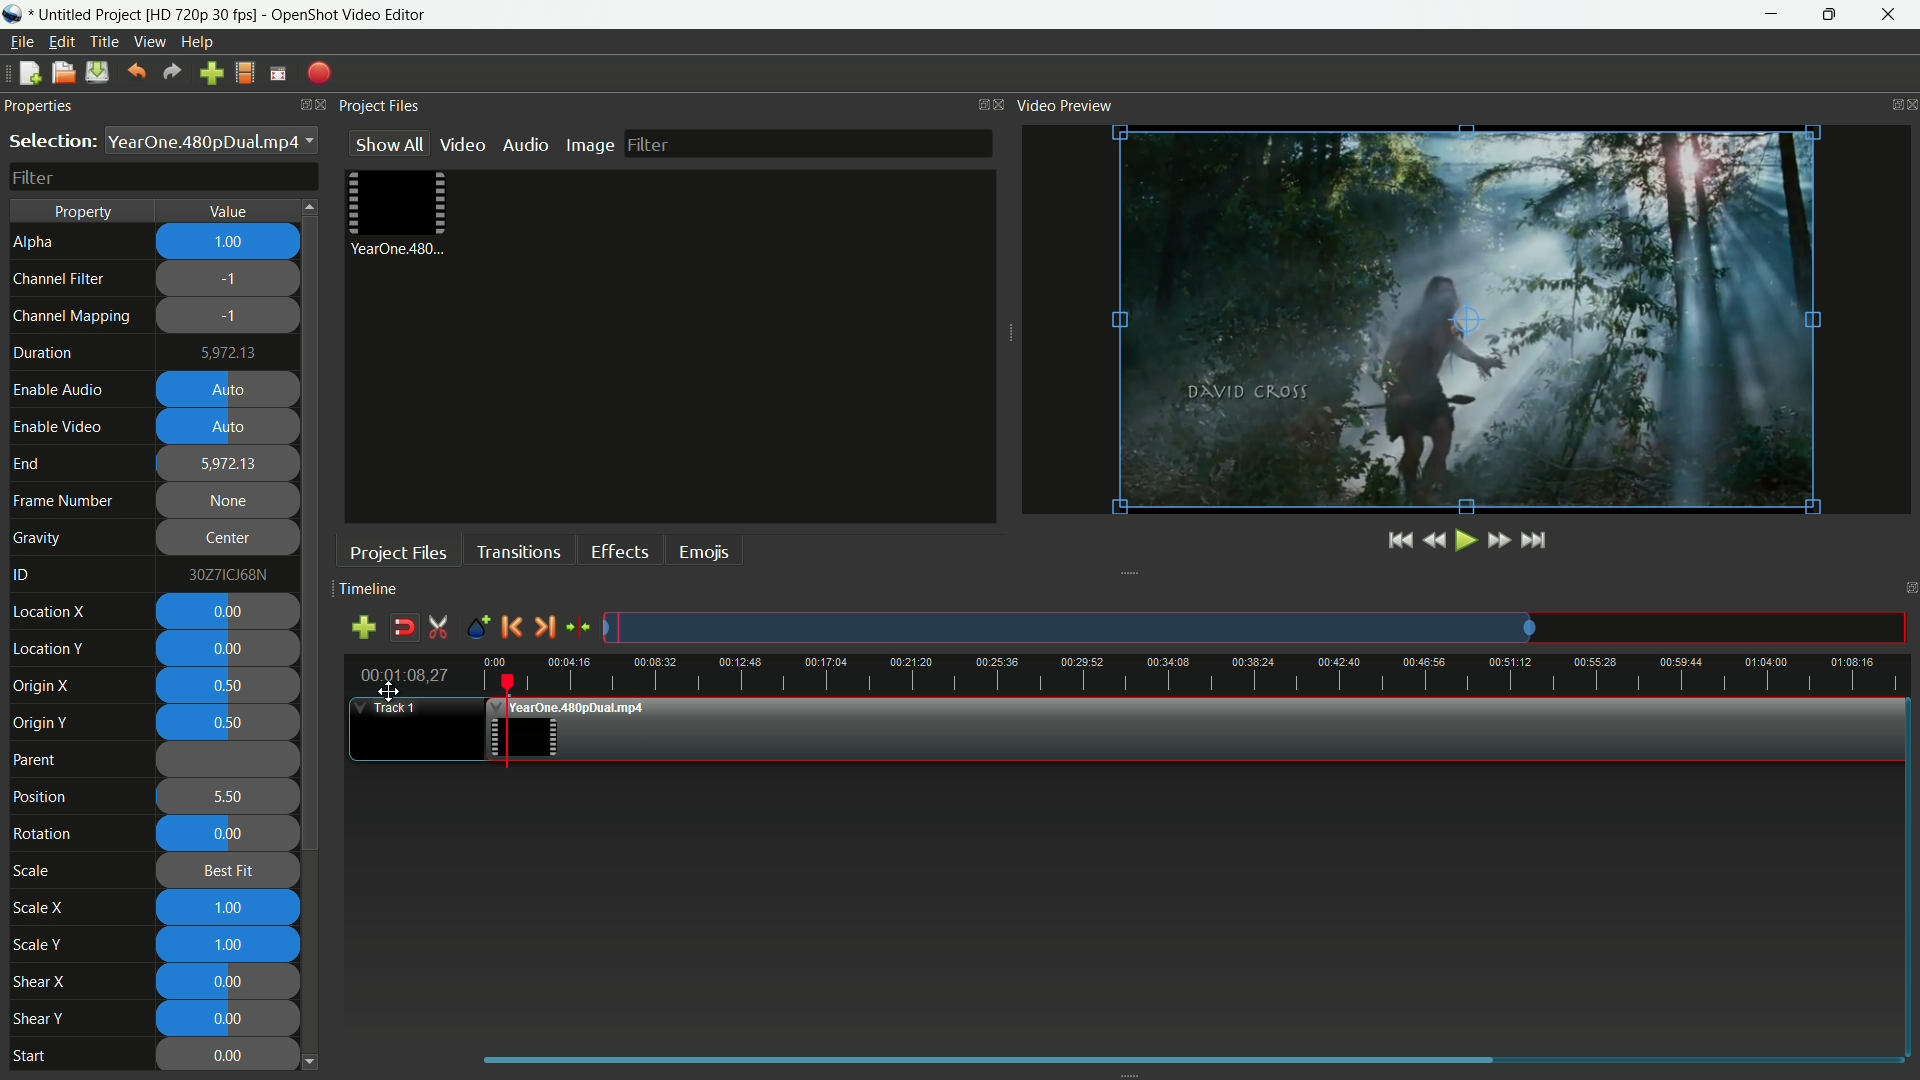 * Untitled Project [HD 720p 30 fps] - OpenShot Video Editor
File Edit Title View Help
Properties
Selection: YearOne.480pDual.mp4
Filter
Property Value
Alpha 1.00
Channel Filter -1
Channel Mapping -1
Duration 5,972.13
Enable Audio Auto
Enable Video Auto
End 5,972.13
Frame Number None
Gravity Center
ID 30Z7ICJ68N
Location X 0.00
Location Y 0.00
Origin X 0.50
Origin Y 0.50
Parent
Position 5.50
Rotation 0.00
Scale Best Fit
Scale X 1.00
Scale Y 1.00
Shear X 0.00
Shear Y 0.00
Start 0.00
Project Files
Show All Video Audio Image Filter
YearOne.480...
Project Files Transitions Effects Emojis
Video Preview
DAVID CROSS
Timeline
00:01:08,27
0:00 00:04:16 00:08:32 00:12:48 00:17:04 00:21:20 00:25:36 00:29:52 00:34:08 00:38:24 00:42:40 00:46:56 00:51:12 00:55:28 00:59:44 01:04:00 01:08:16
Track 1
YearOne.480pDual.mp4